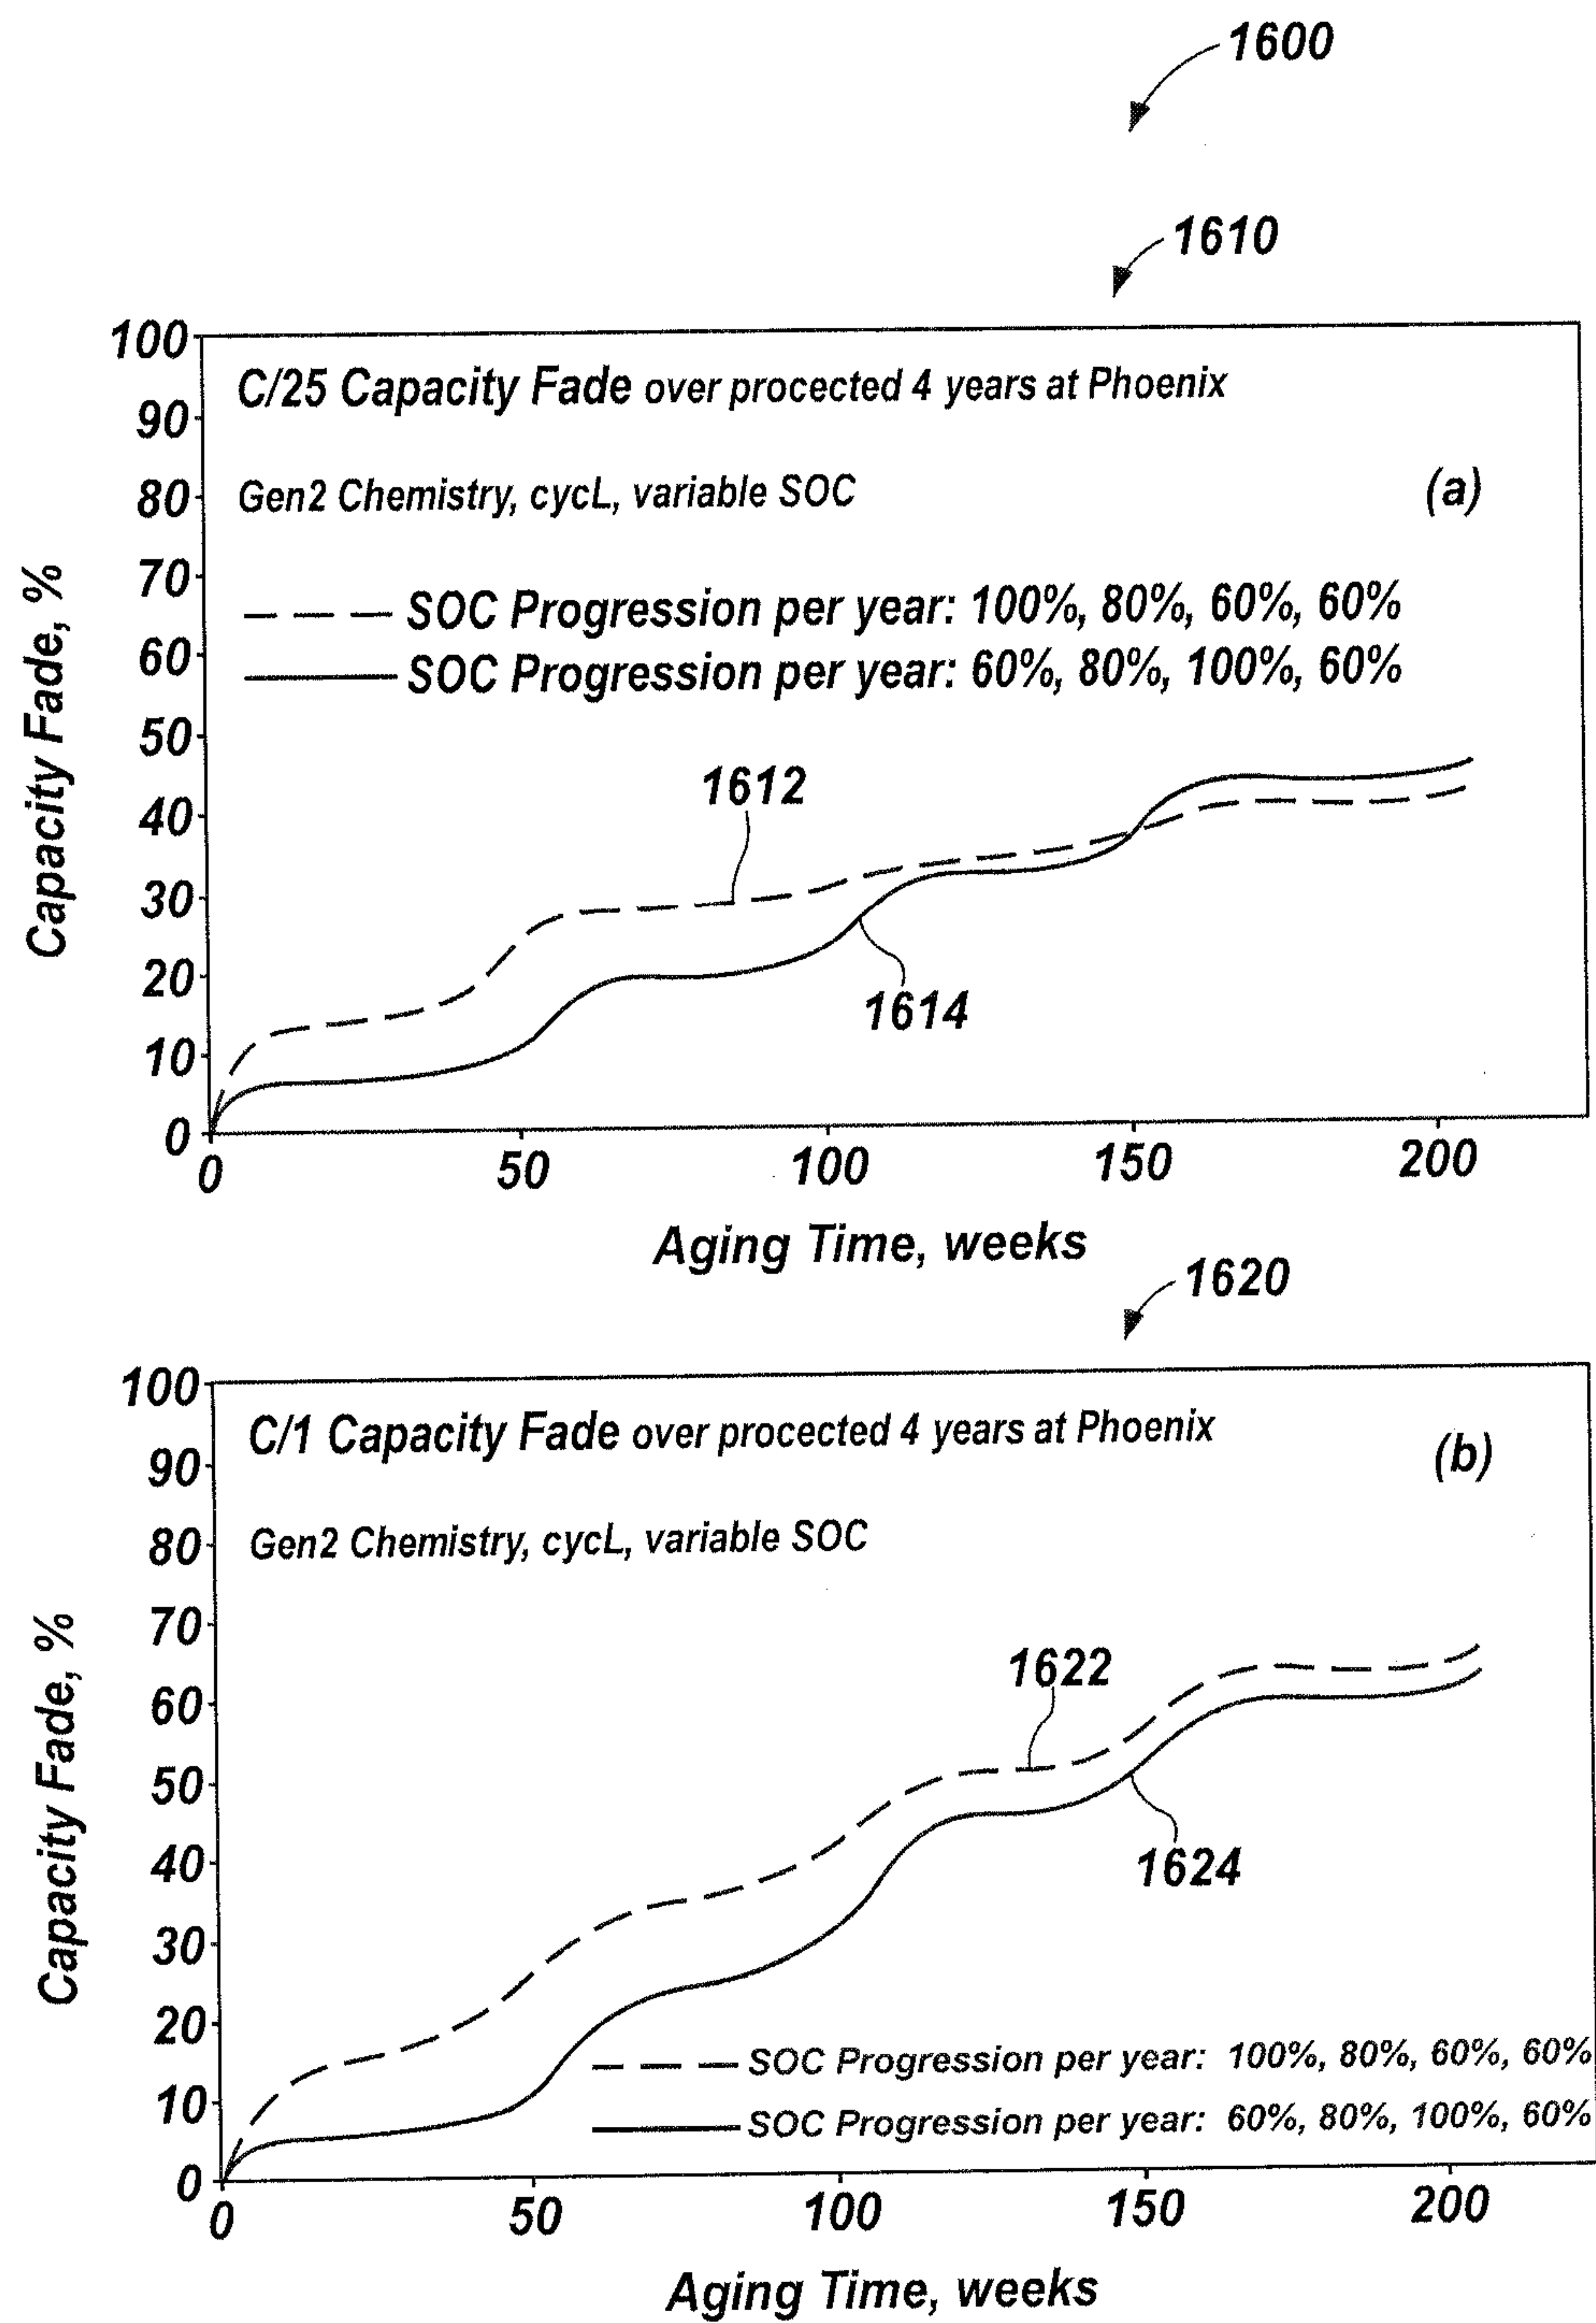 1600
1610
100
90
80
70
60
50
40
30
20
10
0
Capacity Fade, %
C/25 Capacity Fade over procected 4 years at Phoenix
(a)
Gen2 Chemistry, cycL, variable SOC
SOC Progression per year: 100%, 80%, 60%, 60%
SOC Progression per year: 60%, 80%, 100%, 60%
1612
1614
0 50 100 150 200
Aging Time, weeks
1620
100
90
80
70
60
50
40
30
20
10
0
Capacity Fade, %
C/1 Capacity Fade over procected 4 years at Phoenix
(b)
Gen2 Chemistry, cycL, variable SOC
1622
1624
SOC Progression per year: 100%, 80%, 60%, 60%
SOC Progression per year: 60%, 80%, 100%, 60%
0 50 100 150 200
Aging Time, weeks